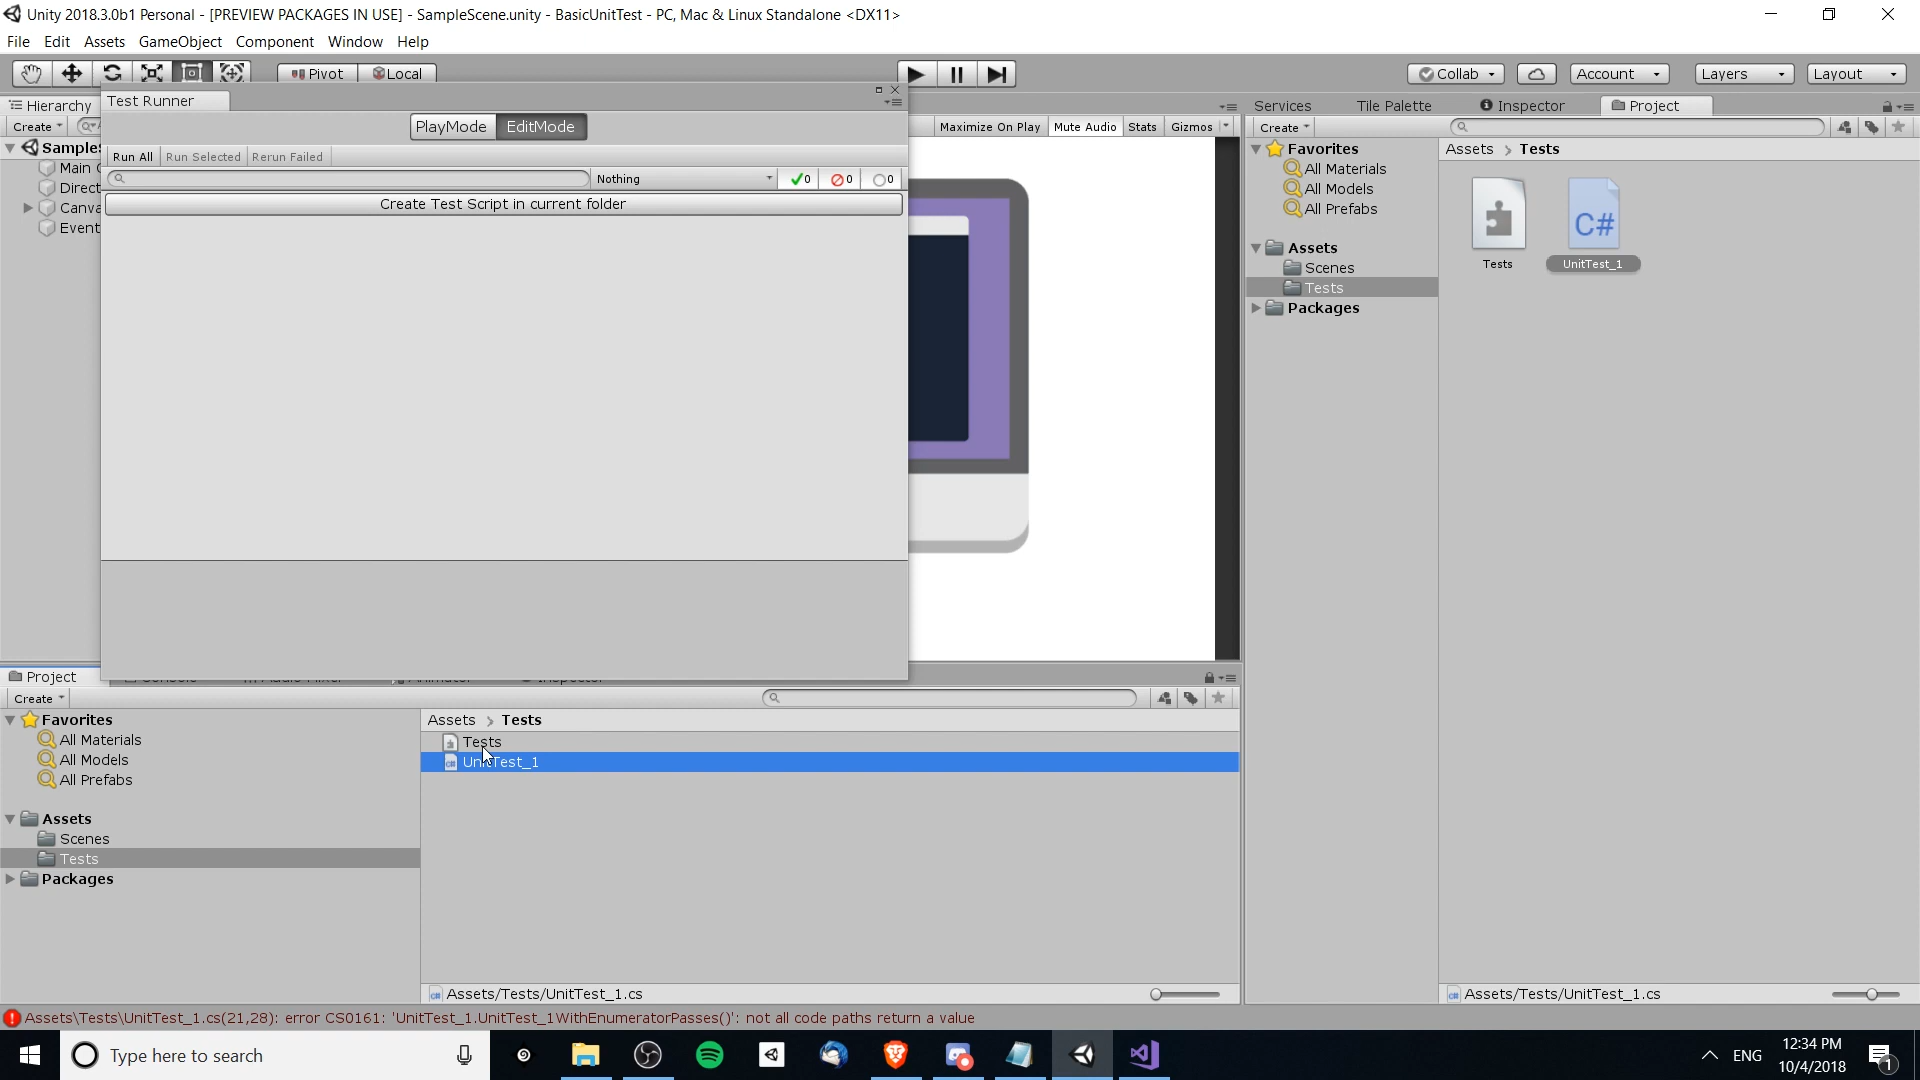 Unity 2018.3.0b1 Personal - [PREVIEW PACKAGES IN USE] - SampleScene.unity - BasicUnitTest - PC, Mac & Linux Standalone <DX11>
File Edit Assets GameObject Component Window Help
Pivot Local Collab Account Layers Layout
Hierarchy Test Runner Services Tile Palette Inspector Project
Create PlayMode EditMode Maximize On Play Mute Audio Stats Gizmos Create
Run All Run Selected Rerun Failed
Nothing 0 0 0
Create Test Script in current folder
Main
Direct
Canva
Event
Favorites
All Materials
All Models
All Prefabs
Assets
Scenes
Tests
Packages
Assets > Tests
C#
Tests UnitTest_1
Project
Create
Favorites
All Materials
All Models
All Prefabs
Assets
Scenes
Tests
Packages
Assets > Tests
Tests
UnitTest_1
Assets/Tests/UnitTest_1.cs
Assets/Tests/UnitTest_1.cs
Assets\Tests\UnitTest_1.cs(21,28): error CS0161: 'UnitTest_1.UnitTest_1WithEnumeratorPasses()': not all code paths return a value
Type here to search
ENG
12:34 PM
10/4/2018
1